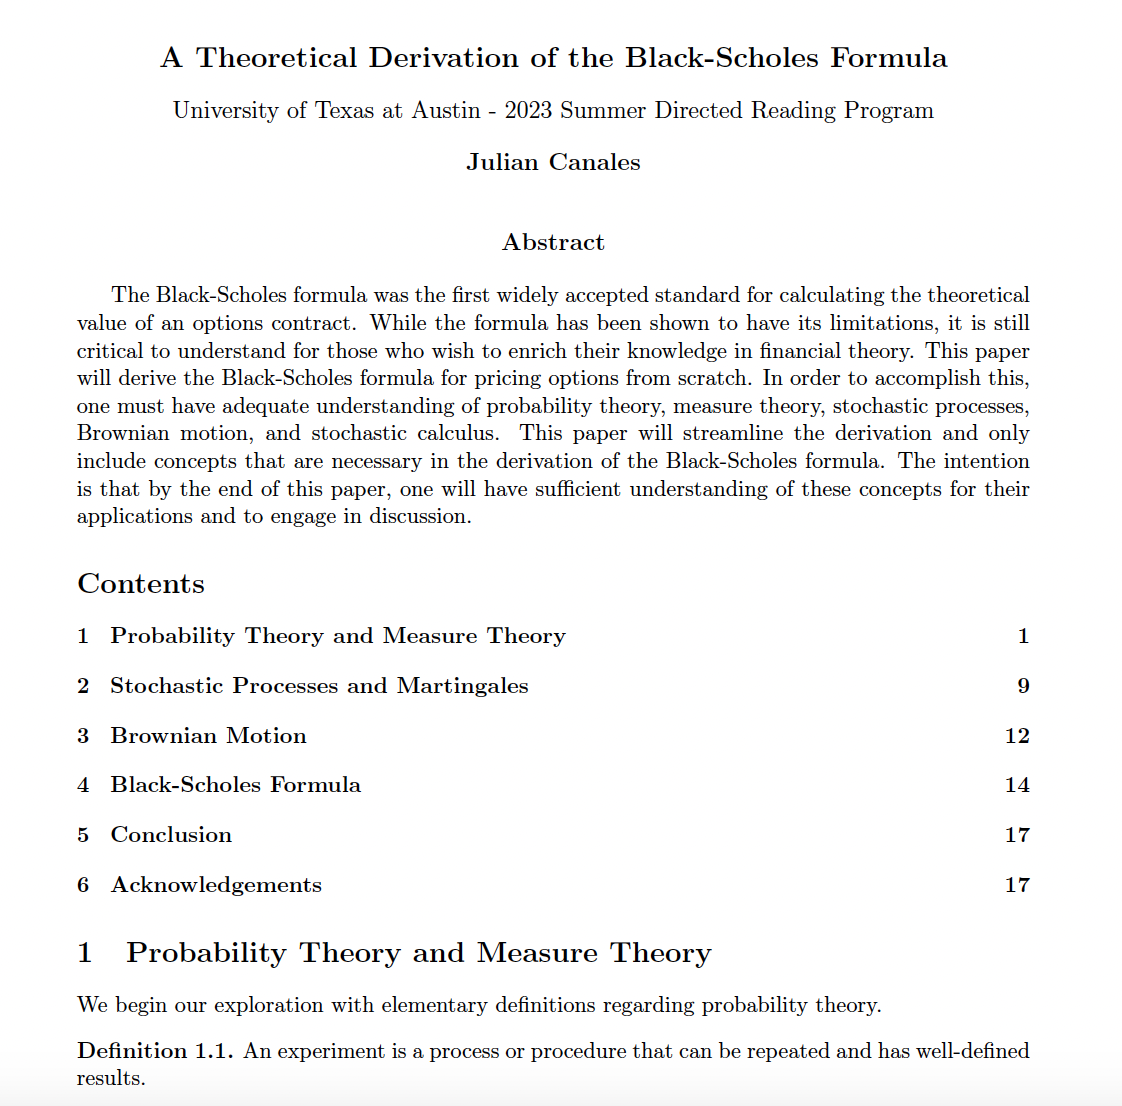 A Theoretical Derivation of the Black-Scholes Formula
University of Texas at Austin - 2023 Summer Directed Reading Program
Julian Canales
Abstract
The Black-Scholes formula was the first widely accepted standard for calculating the theoretical
value of an options contract. While the formula has been shown to have its limitations, it is still
critical to understand for those who wish to enrich their knowledge in financial theory. This paper
will derive the Black-Scholes formula for pricing options from scratch. In order to accomplish this,
one must have adequate understanding of probability theory, measure theory, stochastic processes,
Brownian motion, and stochastic calculus. This paper will streamline the derivation and only
include concepts that are necessary in the derivation of the Black-Scholes formula. The intention
is that by the end of this paper, one will have sufficient understanding of these concepts for their
applications and to engage in discussion.
Contents
1 Probability Theory and Measure Theory 1
2 Stochastic Processes and Martingales 9
3 Brownian Motion 12
4 Black-Scholes Formula 14
5 Conclusion 17
6 Acknowledgements 17
1 Probability Theory and Measure Theory
We begin our exploration with elementary definitions regarding probability theory.
Definition 1.1. An experiment is a process or procedure that can be repeated and has well-defined
results.